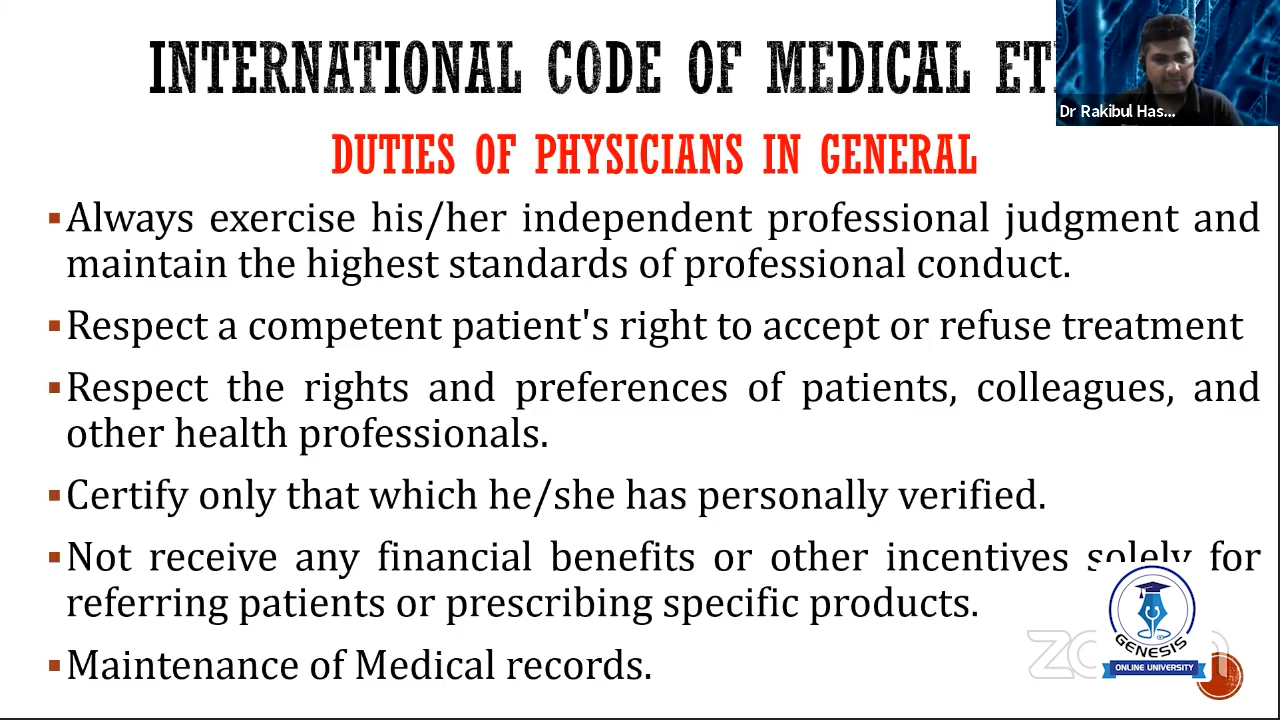 INTERNATIONAL CODE OF MEDICAL ET
Dr Rakibul Has...
DUTIES OF PHYSICIANS IN GENERAL
▪Always exercise his/her independent professional judgment and
maintain the highest standards of professional conduct.
▪Respect a competent patient's right to accept or refuse treatment
▪Respect the rights and preferences of patients, colleagues, and
other health professionals.
▪Certify only that which he/she has personally verified.
▪Not receive any financial benefits or other incentives solely for
referring patients or prescribing specific products.
▪Maintenance of Medical records.
GENESIS
ONLINE UNIVERSITY